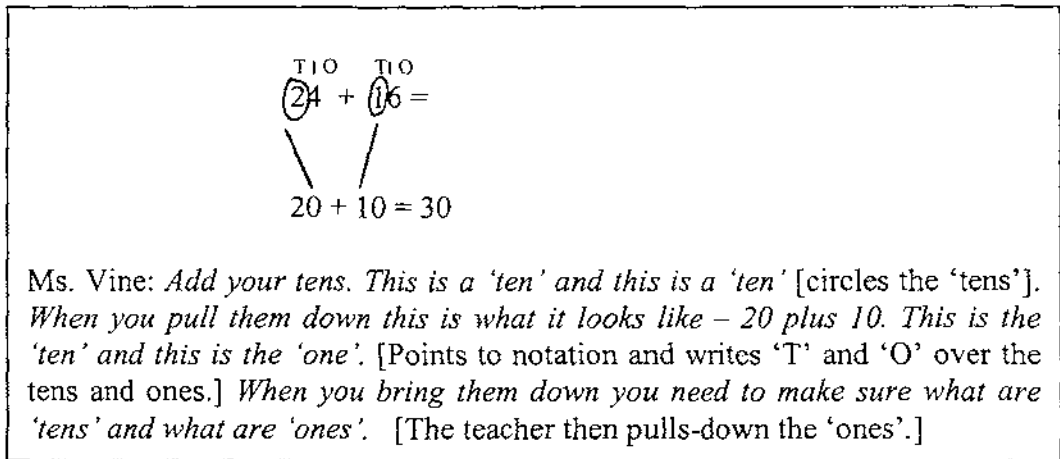 T | O T | O
24 + 16 =
20 + 10 = 30
Ms. Vine: Add your tens. This is a ‘ten’ and this is a ‘ten’ [circles the ‘tens’].
When you pull them down this is what it looks like – 20 plus 10. This is the
‘ten’ and this is the ‘one’. [Points to notation and writes ‘T’ and ‘O’ over the
tens and ones.] When you bring them down you need to make sure what are
‘tens’ and what are ‘ones’. [The teacher then pulls-down the ‘ones’.]